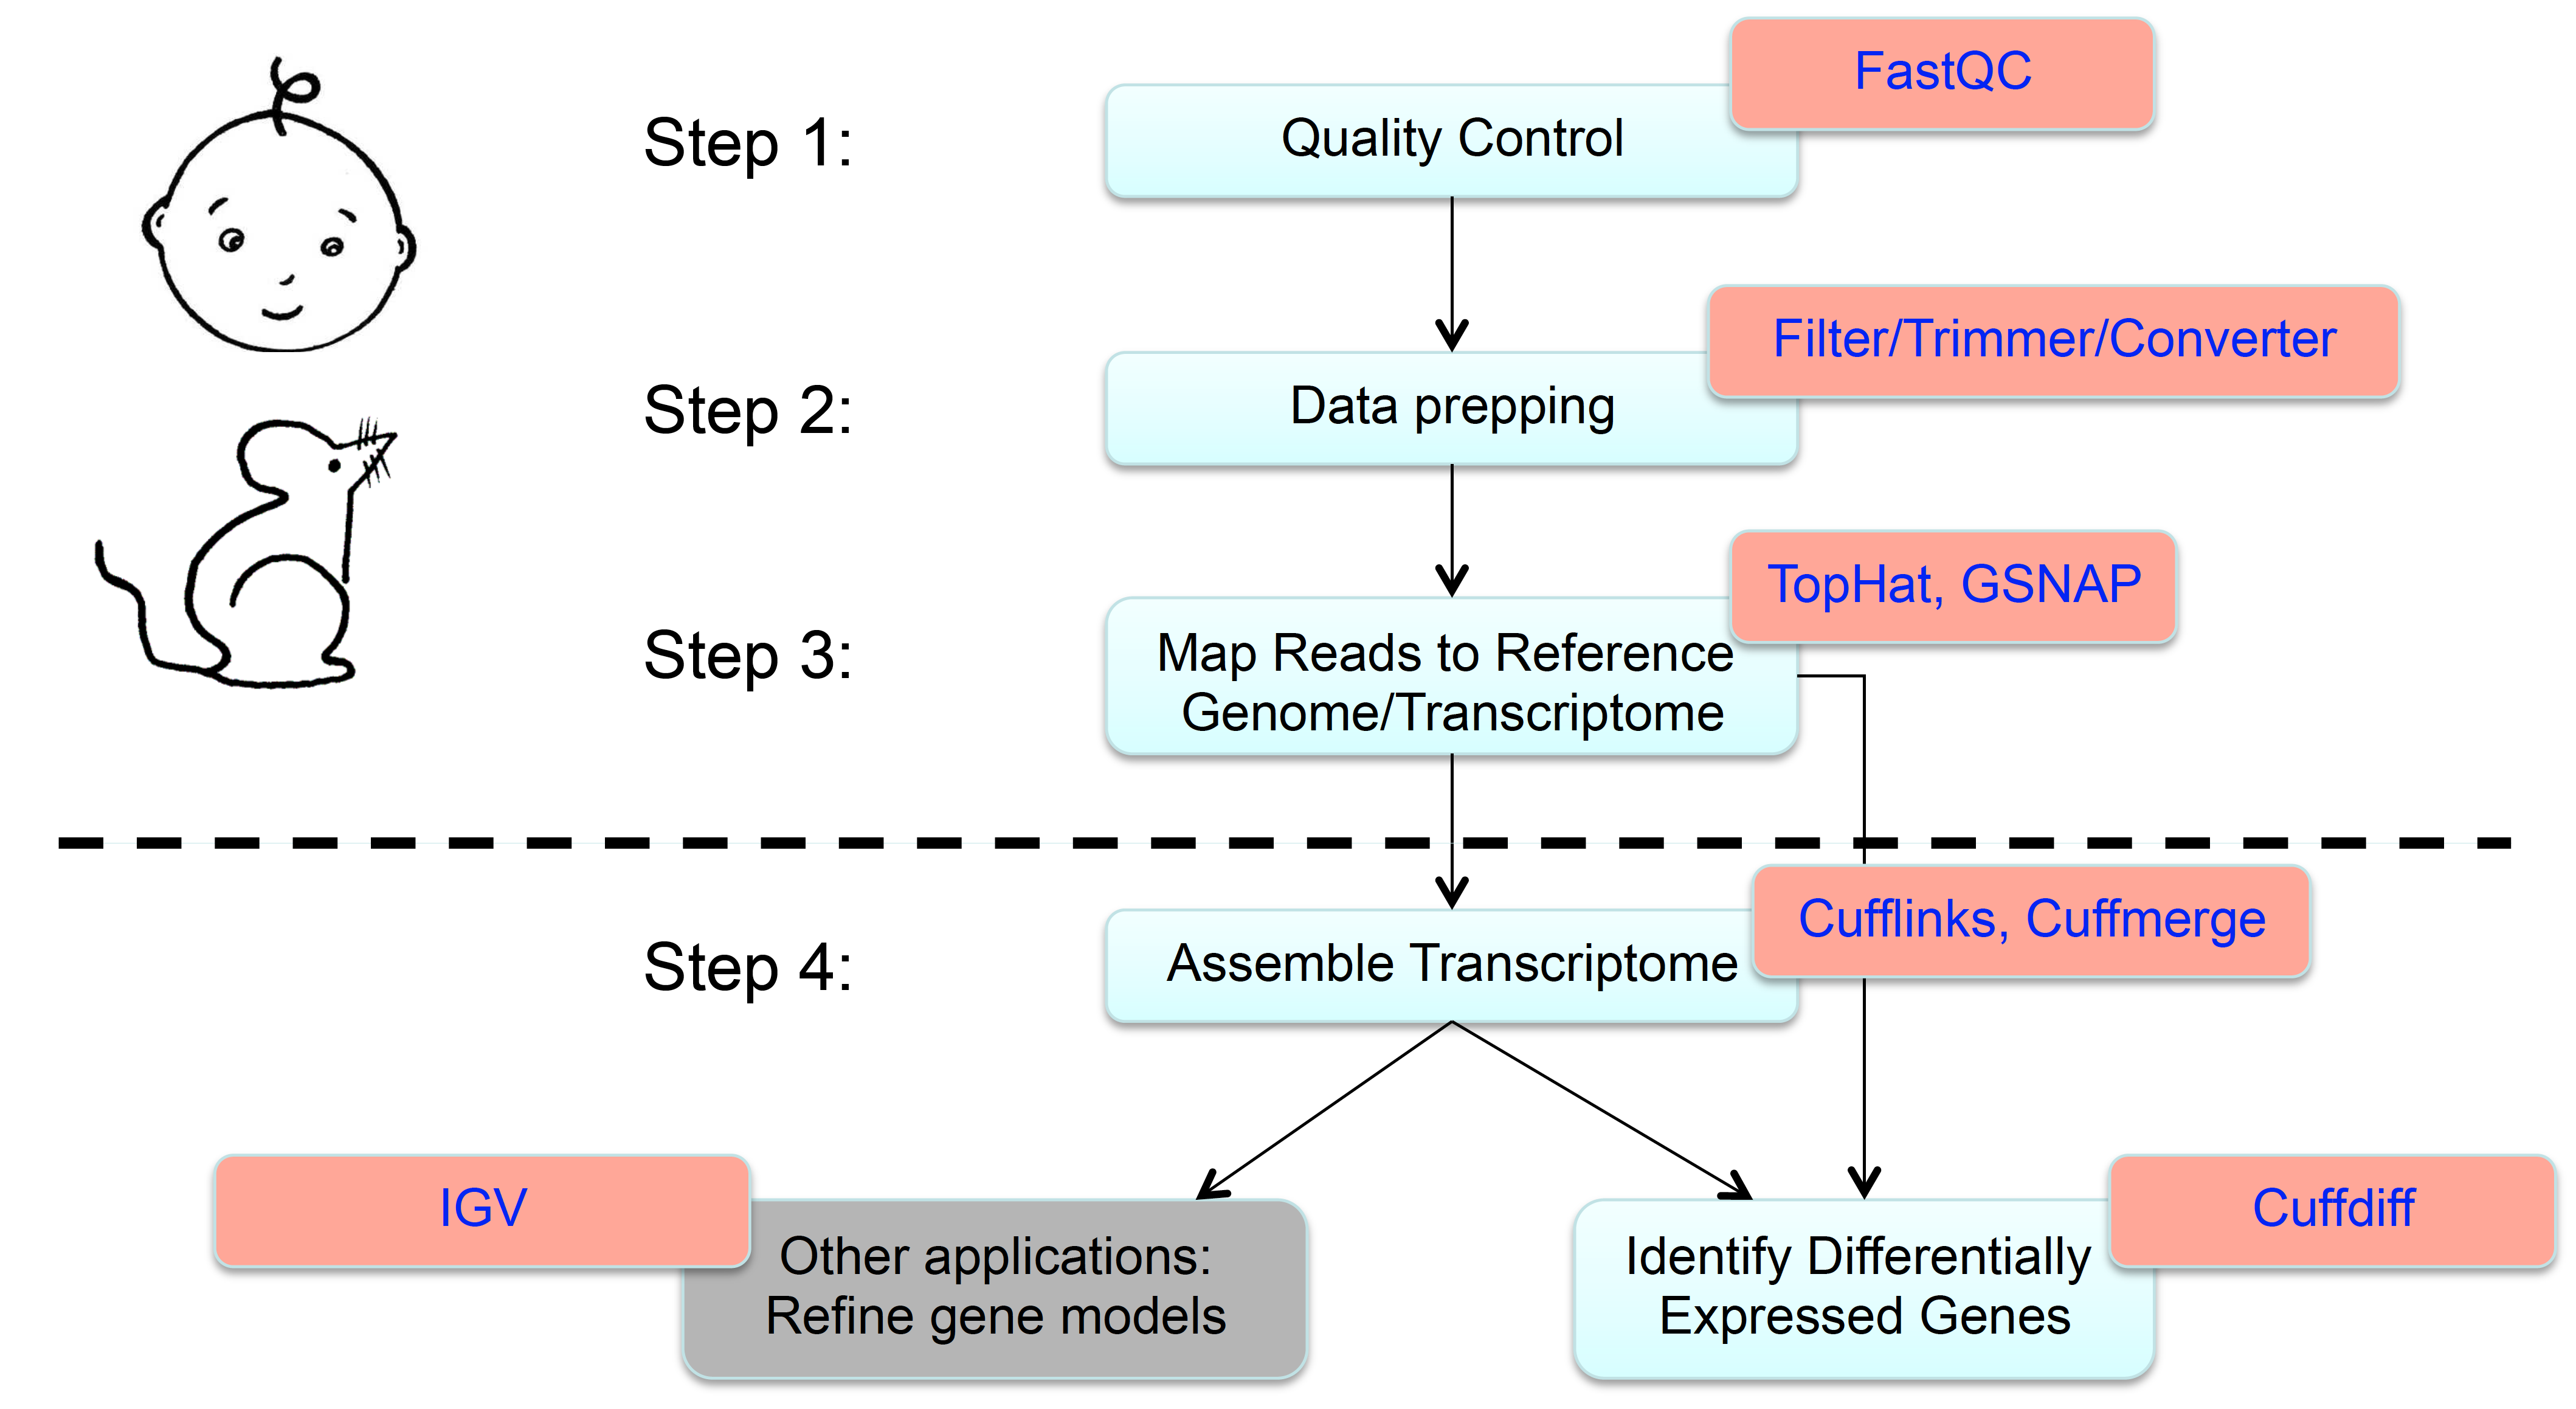 FastQC
Step 1:
Quality Control
Filter/Trimmer/Converter
Step 2:
Data prepping
TopHat, GSNAP
Step 3:
Map Reads to Reference
Genome/Transcriptome
Cufflinks, Cuffmerge
Step 4:
Assemble Transcriptome
IGV
Other applications:
Refine gene models
Cuffdiff
Identify Differentially
Expressed Genes